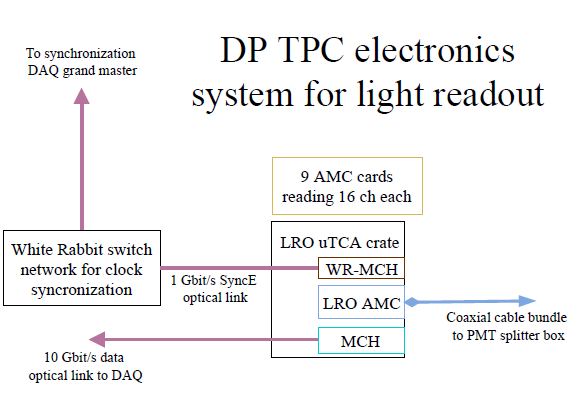 To synchronization
DAQ grand master
DP TPC electronics
system for light readout
9 AMC cards
reading 16 ch each
White Rabbit switch
network for clock
syncronization
1 Gbit/s SyncE
optical link
LRO uTCA crate
WR-MCH
LRO AMC
MCH
Coaxial cable bundle
to PMT splitter box
10 Gbit/s data
optical link to DAQ